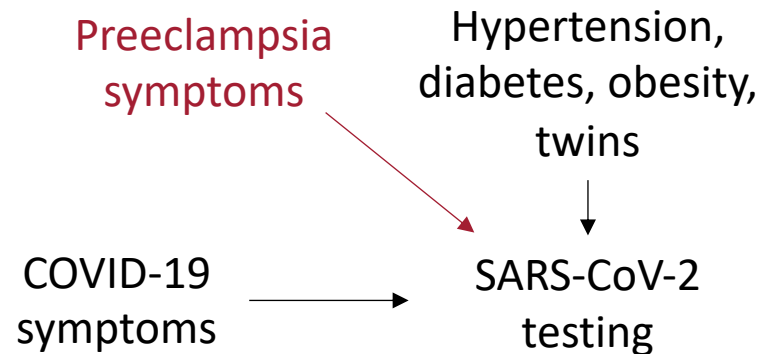 Preeclampsia
symptoms
Hypertension,
diabetes, obesity,
twins
COVID-19
symptoms
SARS-CoV-2
testing